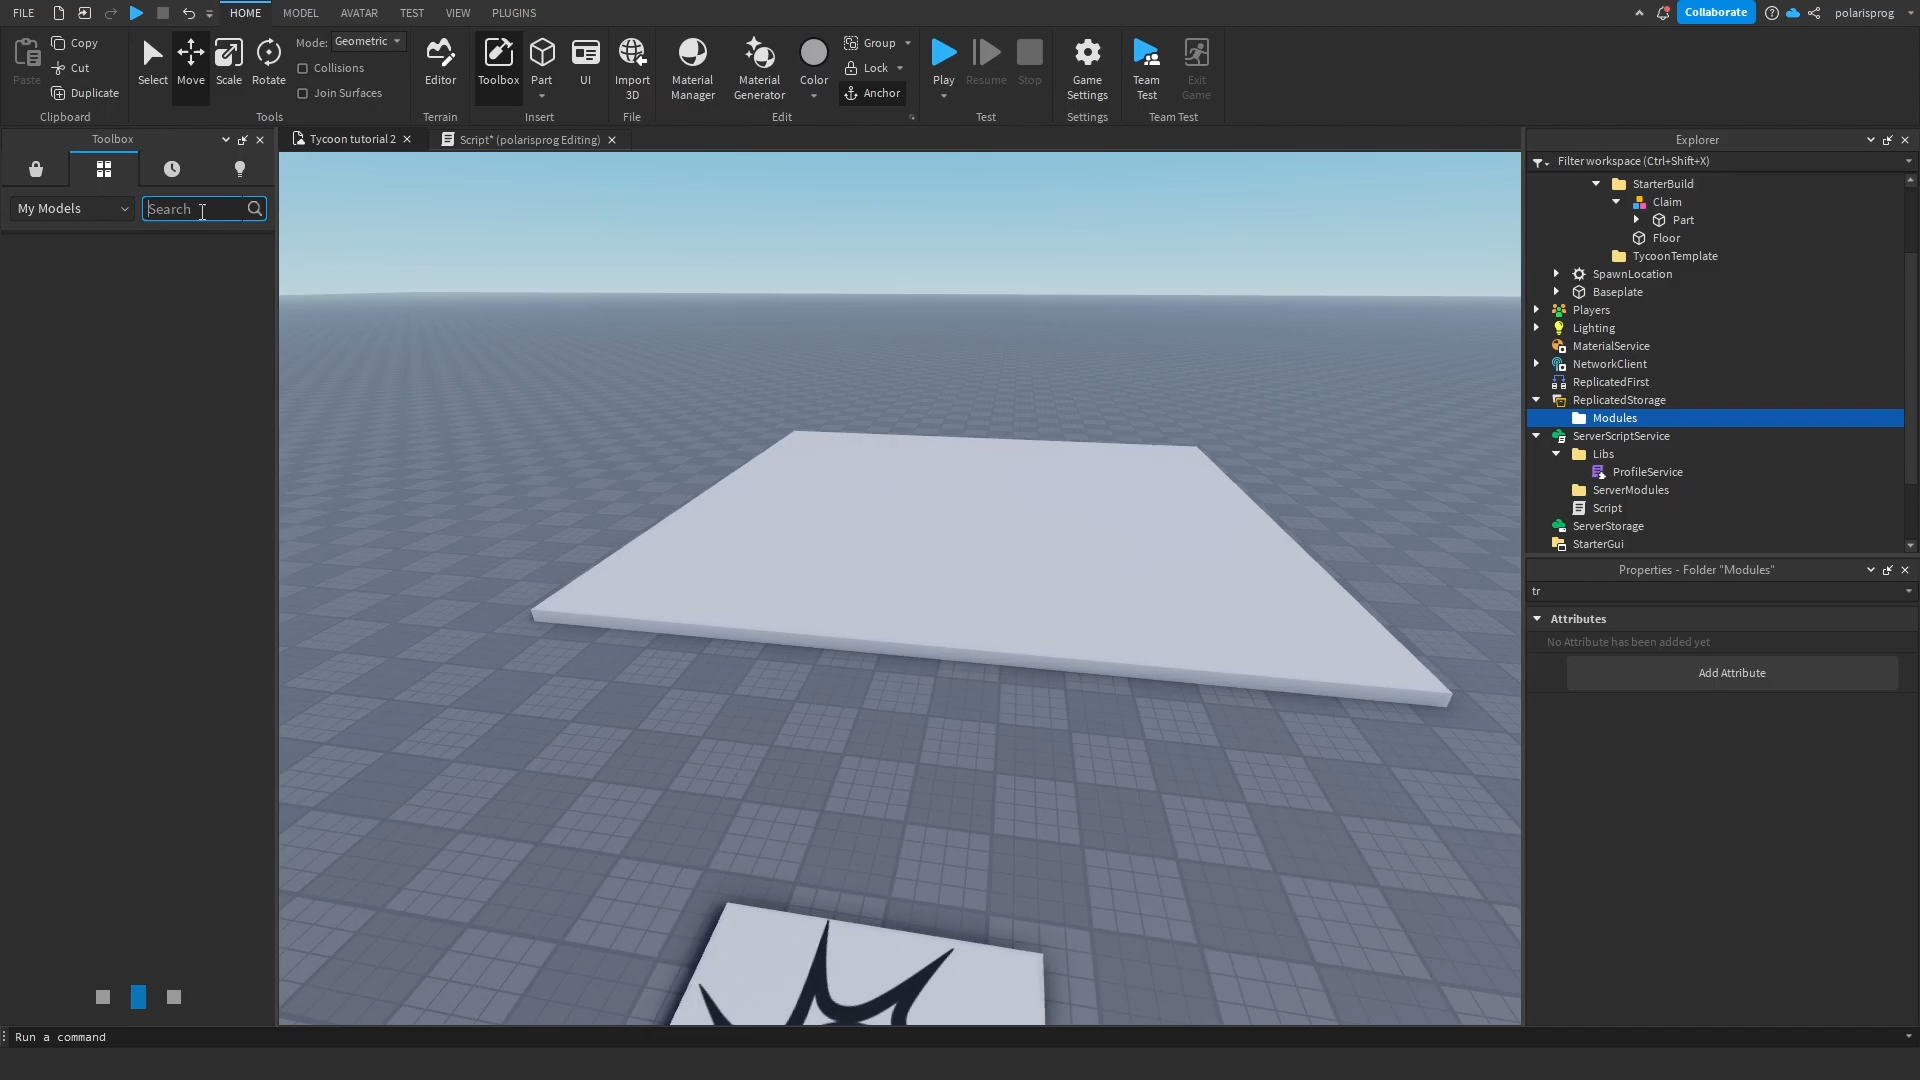 FILE
HOME
MODEL
AVATAR
TEST
VIEW
PLUGINS
Collaborate
polarisprog
Paste
Copy
Cut
Duplicate
Clipboard
Select
Move
Scale
Rotate
Mode: Geometric
Collisions
Join Surfaces
Tools
Editor
Terrain
Toolbox
Part
UI
Insert
Import
3D
File
Material
Manager
Material
Generator
Color
Group
Lock
Anchor
Edit
Play
Resume
Stop
Test
Game
Settings
Settings
Team
Test
Exit
Game
Team Test
Toolbox
My Models
Search
Tycoon tutorial 2
Script* (polarisprog Editing)
Explorer
Filter workspace (Ctrl+Shift+X)
StarterBuild
Claim
Part
Floor
TycoonTemplate
SpawnLocation
Baseplate
Players
Lighting
MaterialService
NetworkClient
ReplicatedFirst
ReplicatedStorage
Modules
ServerScriptService
Libs
ProfileService
ServerModules
Script
ServerStorage
StarterGui
Properties - Folder "Modules"
tr
Attributes
No Attribute has been added yet
Add Attribute
Run a command